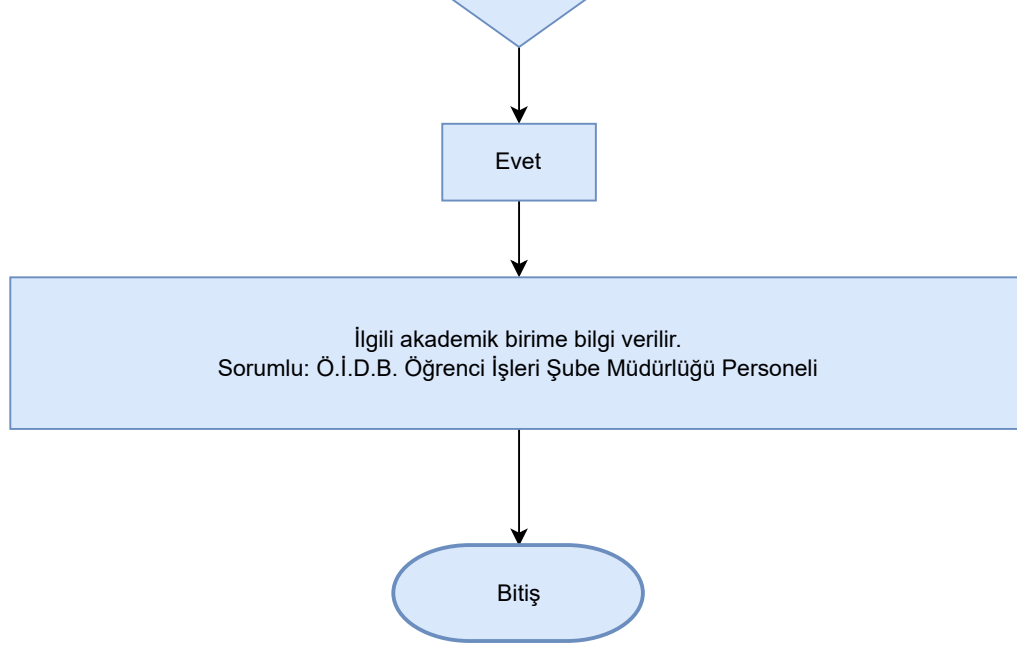 Evet
İlgili akademik birime bilgi verilir.
Sorumlu: Ö.İ.D.B. Öğrenci İşleri Şube Müdürlüğü Personeli
Bitiş